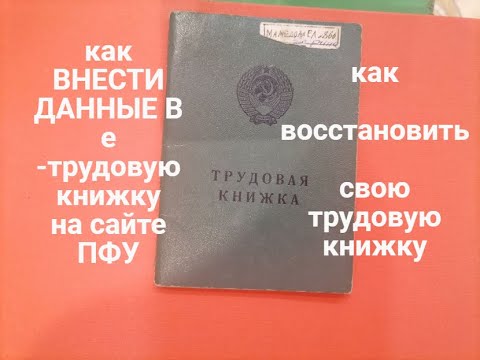 как
ВНЕСТИ
ДАННЫЕ В
е
-трудовую
книжку
на сайте
ПФУ
ТРУДОВАЯ
КНИЖКА
как
восстановить
свою
трудовую
книжку